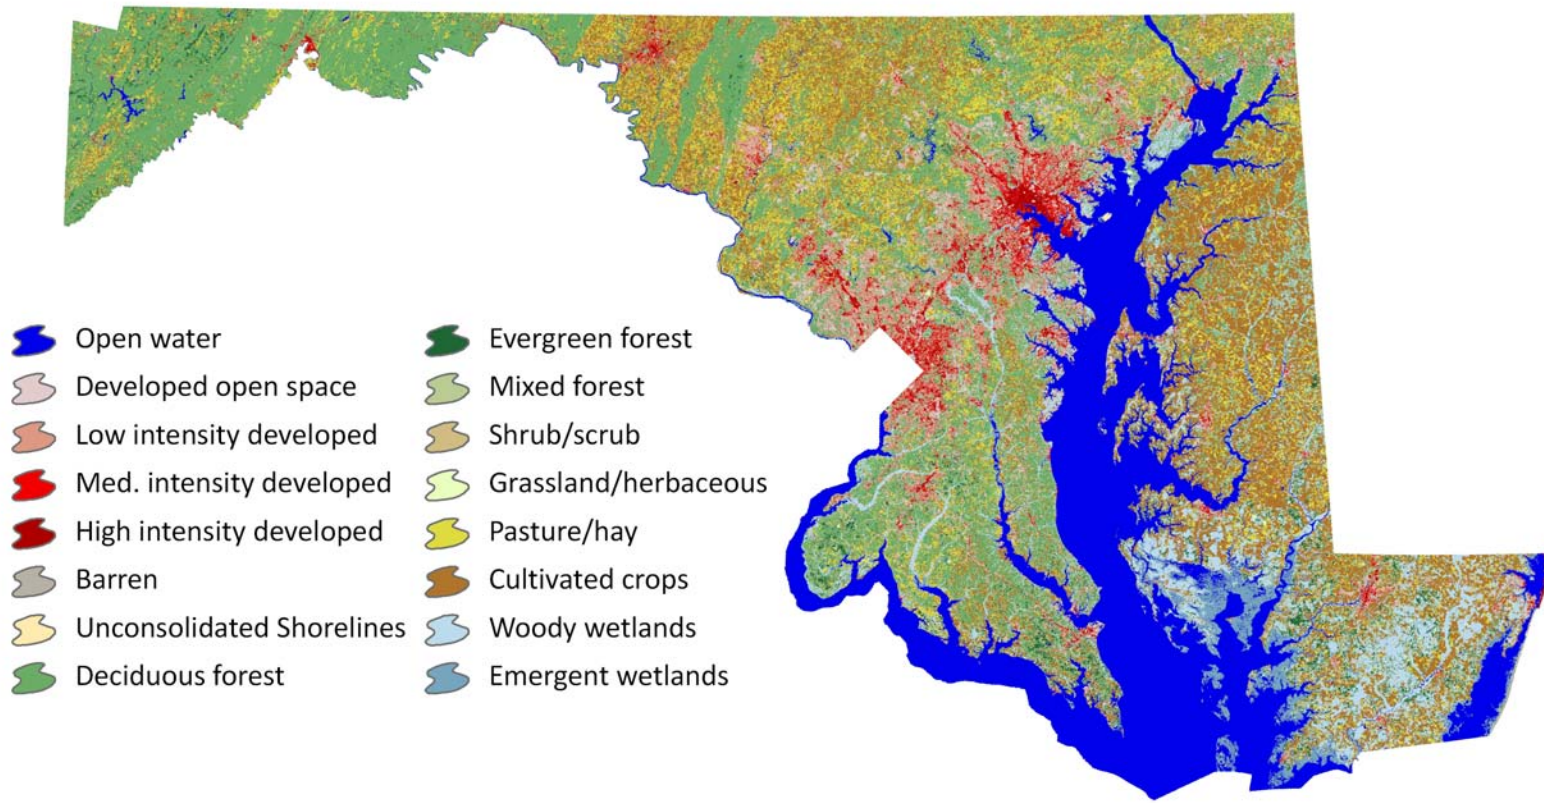 Open water
Developed open space
Low intensity developed
Med. intensity developed
High intensity developed
Barren
Unconsolidated Shorelines
Deciduous forest
Evergreen forest
Mixed forest
Shrub/scrub
Grassland/herbaceous
Pasture/hay
Cultivated crops
Woody wetlands
Emergent wetlands